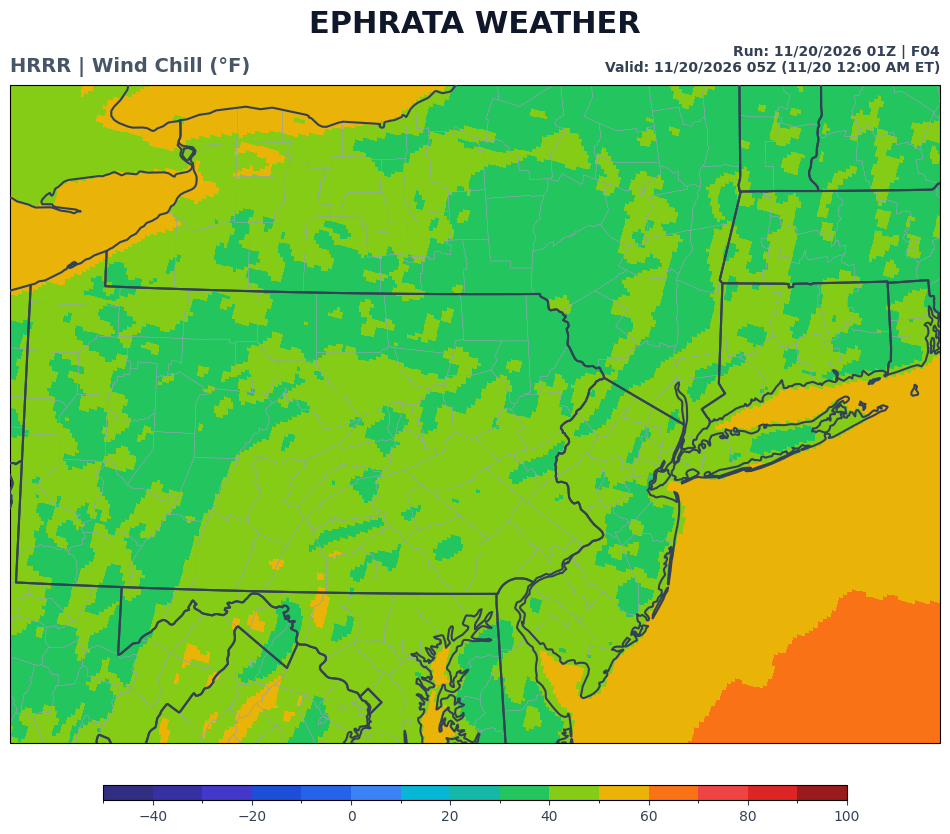 EPHRATA WEATHER
HRRR | Wind Chill (°F)
Run: 11/20/2026 01Z | F04
Valid: 11/20/2026 05Z (11/20 12:00 AM ET)
−40 −20 0 20 40 60 80 100